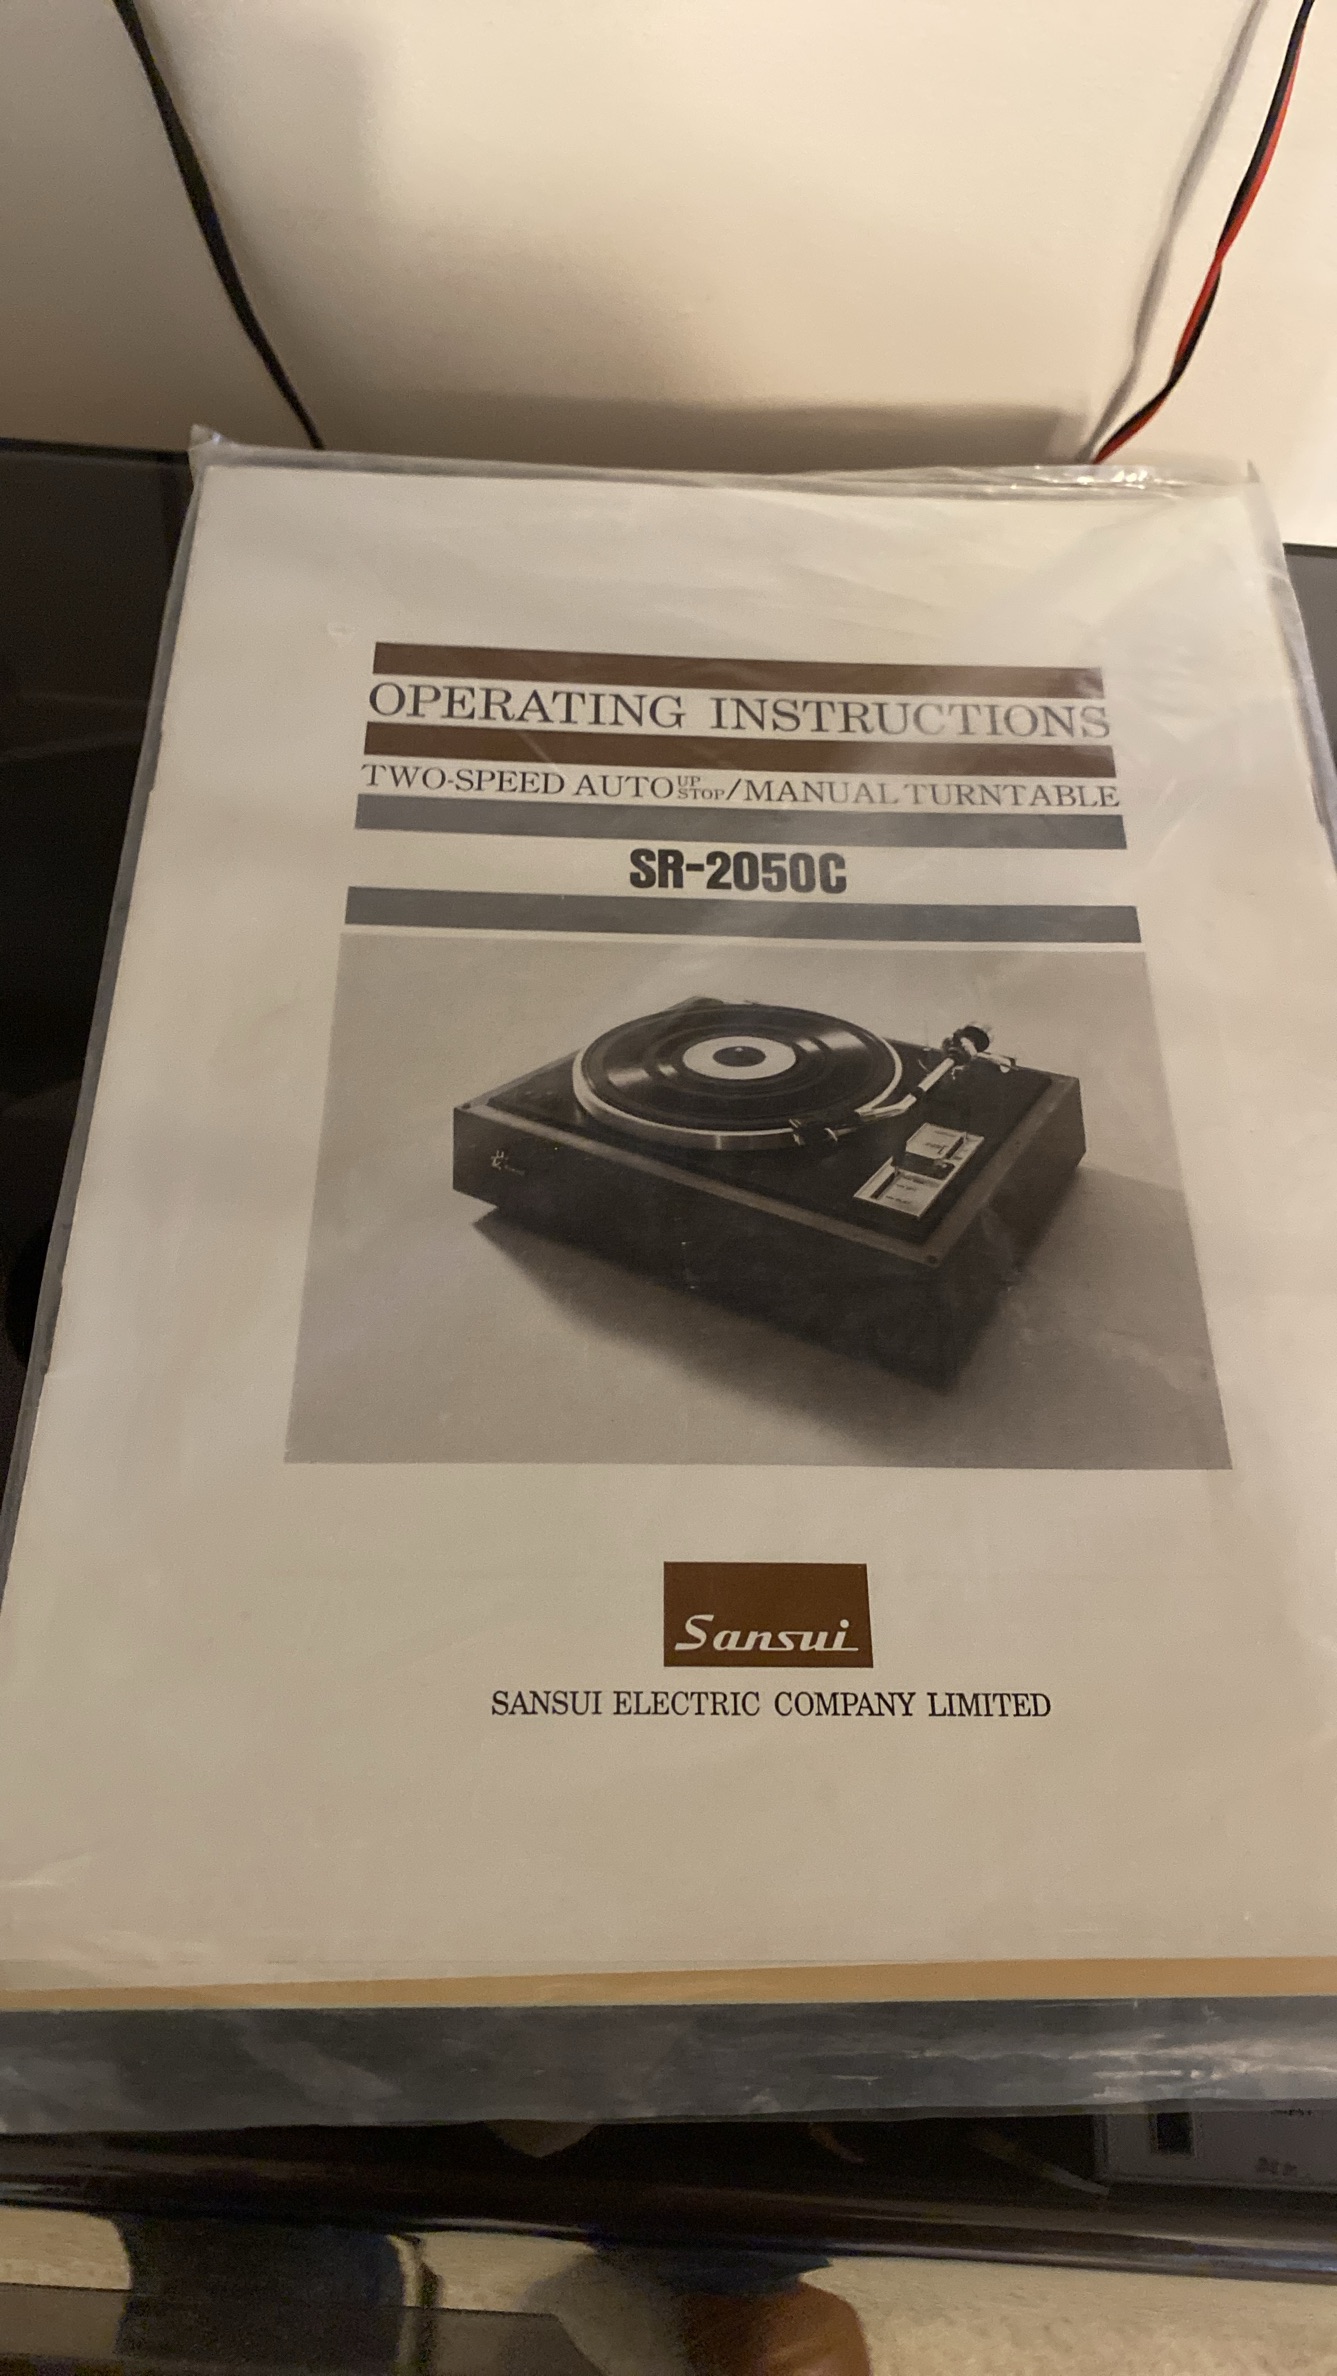 OPERATING INSTRUCTIONS
TWO-SPEED AUTO UP STOP/MANUAL TURNTABLE
SR-2050C
Sansui
SANSUI ELECTRIC COMPANY LIMITED